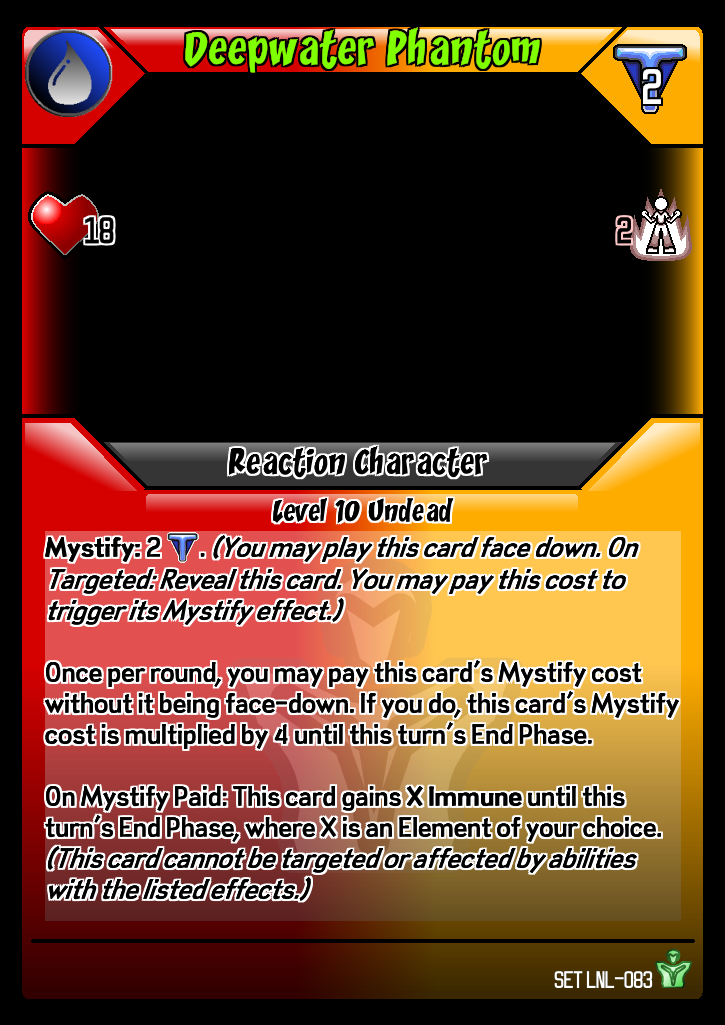 Deepwater Phantom
2
18
2
Reaction Character
Level 10 Undead
Mystify: 2 . (You may play this card face down. On
Targeted: Reveal this card. You may pay this cost to
trigger its Mystify effect.)
Once per round, you may pay this card's Mystify cost
without it being face-down. If you do, this card's Mystify
cost is multiplied by 4 until this turn's End Phase.
On Mystify Paid: This card gains X Immune until this
turn's End Phase, where X is an Element of your choice.
(This card cannot be targeted or affected by abilities
with the listed effects.)
SET LNL-083